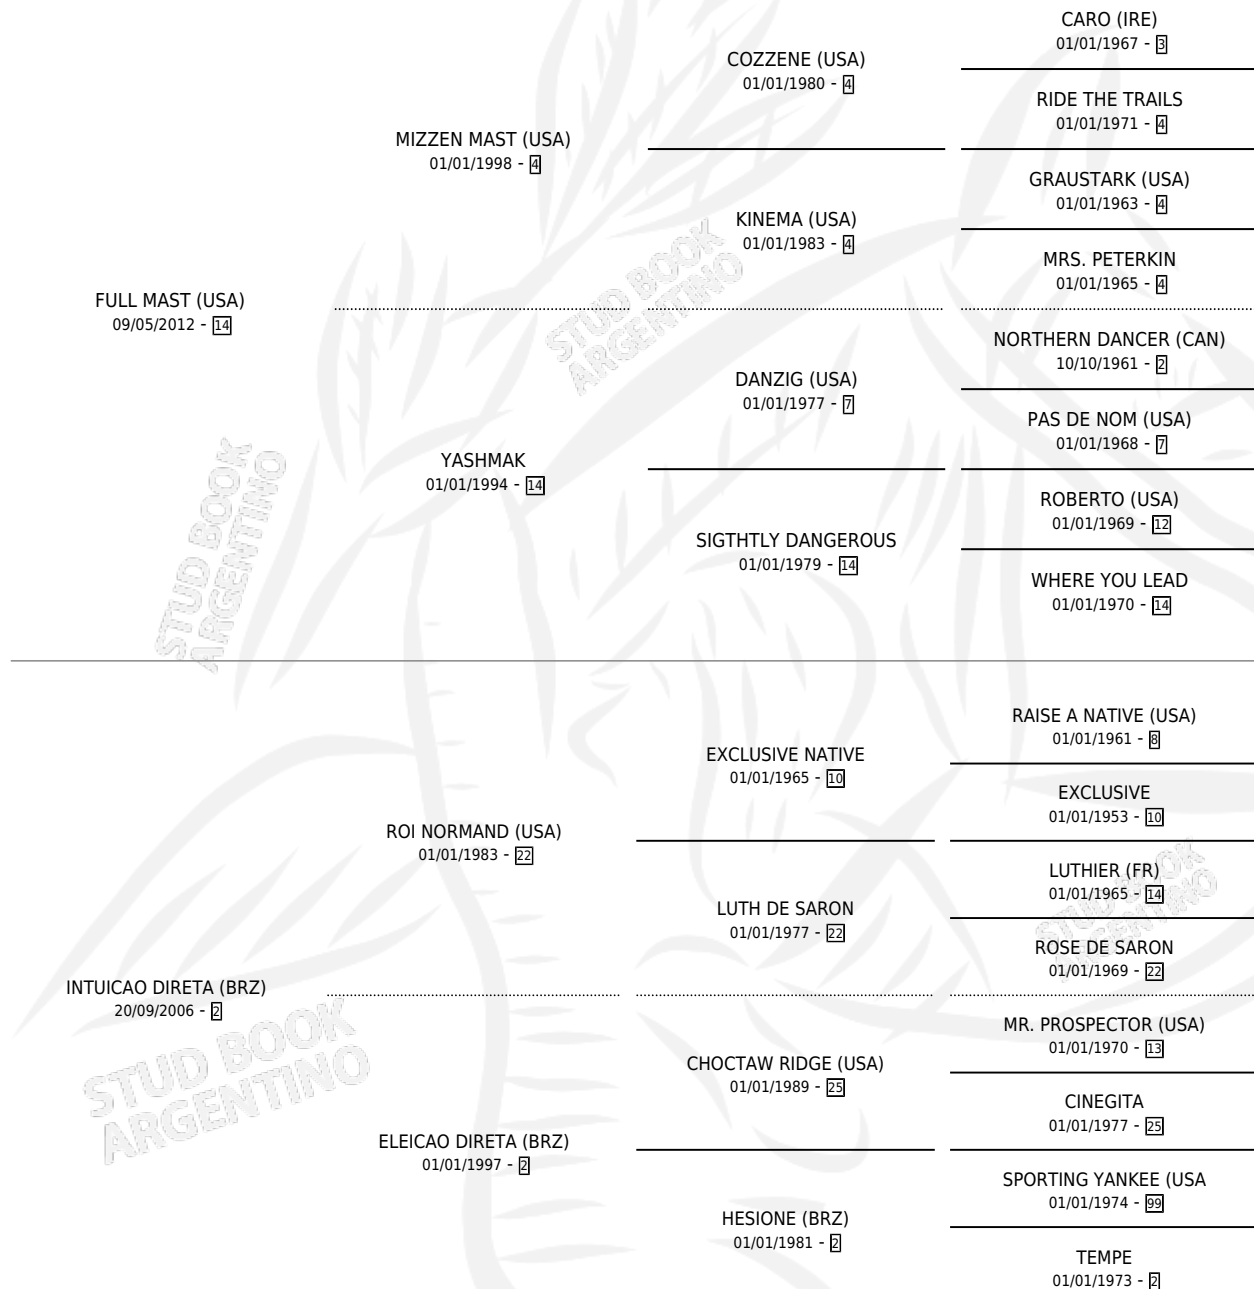 CARO (IRE)
01/01/1967 - 3
COZZENE (USA)
01/01/1980 - 4
RIDE THE TRAILS
01/01/1971 - 4
MIZZEN MAST (USA)
01/01/1998 - 4
GRAUSTARK (USA)
01/01/1963 - 4
KINEMA (USA)
01/01/1983 - 4
MRS. PETERKIN
01/01/1965 - 4
FULL MAST (USA)
09/05/2012 - 14
NORTHERN DANCER (CAN)
10/10/1961 - 2
DANZIG (USA)
01/01/1977 - 7
PAS DE NOM (USA)
01/01/1968 - 7
YASHMAK
01/01/1994 - 14
ROBERTO (USA)
01/01/1969 - 12
SIGTHTLY DANGEROUS
01/01/1979 - 14
WHERE YOU LEAD
01/01/1970 - 14
RAISE A NATIVE (USA)
01/01/1961 - 8
EXCLUSIVE NATIVE
01/01/1965 - 10
EXCLUSIVE
01/01/1953 - 10
ROI NORMAND (USA)
01/01/1983 - 22
LUTHIER (FR)
01/01/1965 - 14
LUTH DE SARON
01/01/1977 - 22
ROSE DE SARON
01/01/1969 - 22
INTUICAO DIRETA (BRZ)
20/09/2006 - 2
MR. PROSPECTOR (USA)
01/01/1970 - 13
CHOCTAW RIDGE (USA)
01/01/1989 - 25
CINEGITA
01/01/1977 - 25
ELEICAO DIRETA (BRZ)
01/01/1997 - 2
SPORTING YANKEE (USA
01/01/1974 - 99
HESIONE (BRZ)
01/01/1981 - 2
TEMPE
01/01/1973 - 2
STUD BOOK
ARGENTINO
STUD BOOK
ARGENTINO
STUD BOOK
ARGENTINO
STUD BOOK
ARGENTINO